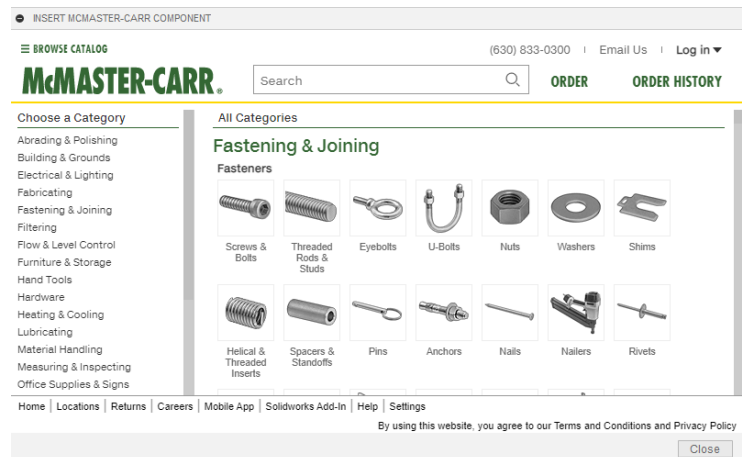 INSERT MCMASTER-CARR COMPONENT
BROWSE CATALOG
(630) 833-0300
Email Us
Log in
McMASTER-CARR®
Search
ORDER
ORDER HISTORY
Choose a Category
Abrading & Polishing
Building & Grounds
Electrical & Lighting
Fabricating
Fastening & Joining
Filtering
Flow & Level Control
Furniture & Storage
Hand Tools
Hardware
Heating & Cooling
Lubricating
Material Handling
Measuring & Inspecting
Office Supplies & Signs
All Categories
Fastening & Joining
Fasteners
Screws &
Bolts
Threaded
Rods &
Studs
Eyebolts
U-Bolts
Nuts
Washers
Shims
Helical &
Threaded
Inserts
Spacers &
Standoffs
Pins
Anchors
Nails
Nailers
Rivets
Home | Locations | Returns | Careers | Mobile App | Solidworks Add-In | Help | Settings
By using this website, you agree to our Terms and Conditions and Privacy Policy
Close